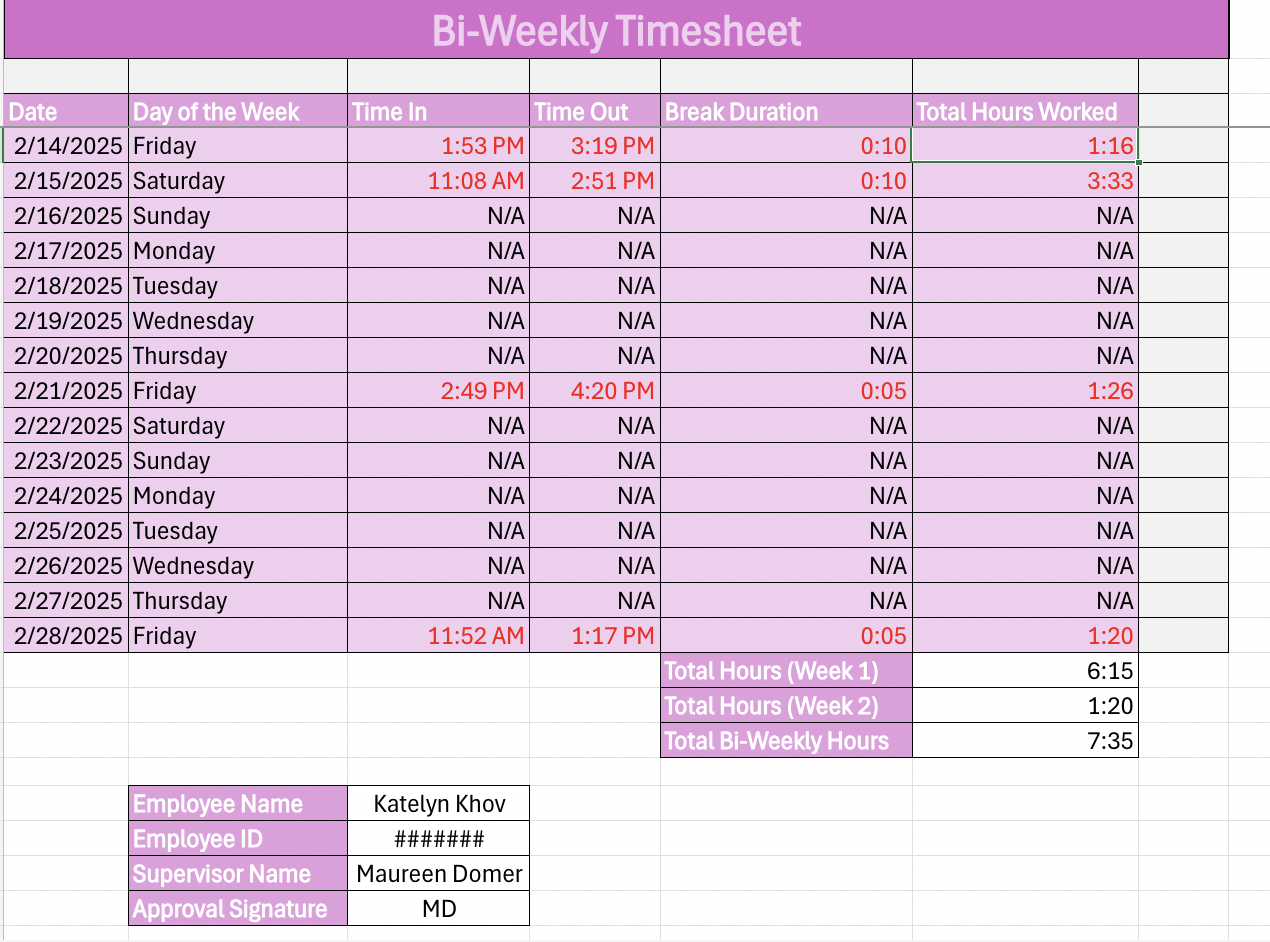 Bi-Weekly Timesheet
Date Day of the Week Time In Time Out Break Duration Total Hours Worked
2/14/2025 Friday 1:53 PM 3:19 PM 0:10 1:16
2/15/2025 Saturday 11:08 AM 2:51 PM 0:10 3:33
2/16/2025 Sunday N/A N/A N/A N/A
2/17/2025 Monday N/A N/A N/A N/A
2/18/2025 Tuesday N/A N/A N/A N/A
2/19/2025 Wednesday N/A N/A N/A N/A
2/20/2025 Thursday N/A N/A N/A N/A
2/21/2025 Friday 2:49 PM 4:20 PM 0:05 1:26
2/22/2025 Saturday N/A N/A N/A N/A
2/23/2025 Sunday N/A N/A N/A N/A
2/24/2025 Monday N/A N/A N/A N/A
2/25/2025 Tuesday N/A N/A N/A N/A
2/26/2025 Wednesday N/A N/A N/A N/A
2/27/2025 Thursday N/A N/A N/A N/A
2/28/2025 Friday 11:52 AM 1:17 PM 0:05 1:20
Total Hours (Week 1) 6:15
Total Hours (Week 2) 1:20
Total Bi-Weekly Hours 7:35
Employee Name Katelyn Khov
Employee ID #######
Supervisor Name Maureen Domer
Approval Signature MD